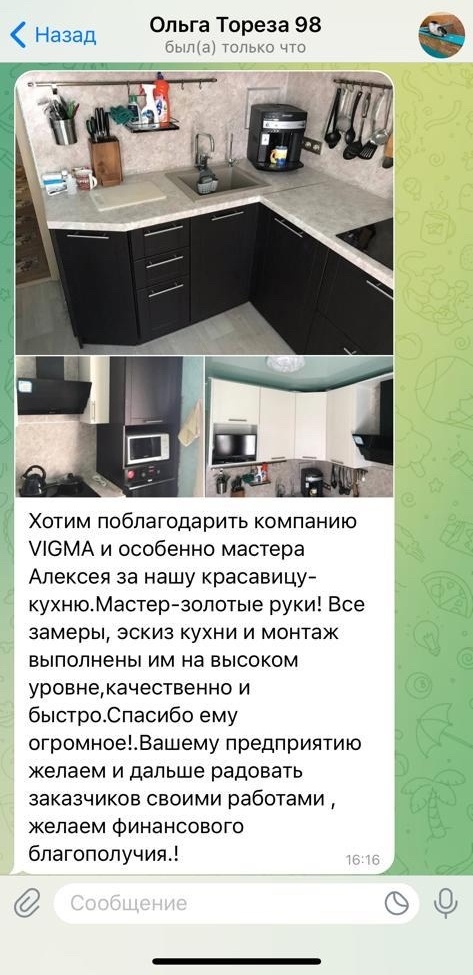 Назад
Ольга Тореза 98
был(а) только что
Хотим поблагодарить компанию
VIGMA и особенно мастера
Алексея за нашу красавицу-
кухню.Мастер-золотые руки! Все
замеры, эскиз кухни и монтаж
выполнены им на высоком
уровне,качественно и
быстро.Спасибо ему
огромное!.Вашему предприятию
желаем и дальше радовать
заказчиков своими работами ,
желаем финансового
благополучия.!
16:16
Сообщение